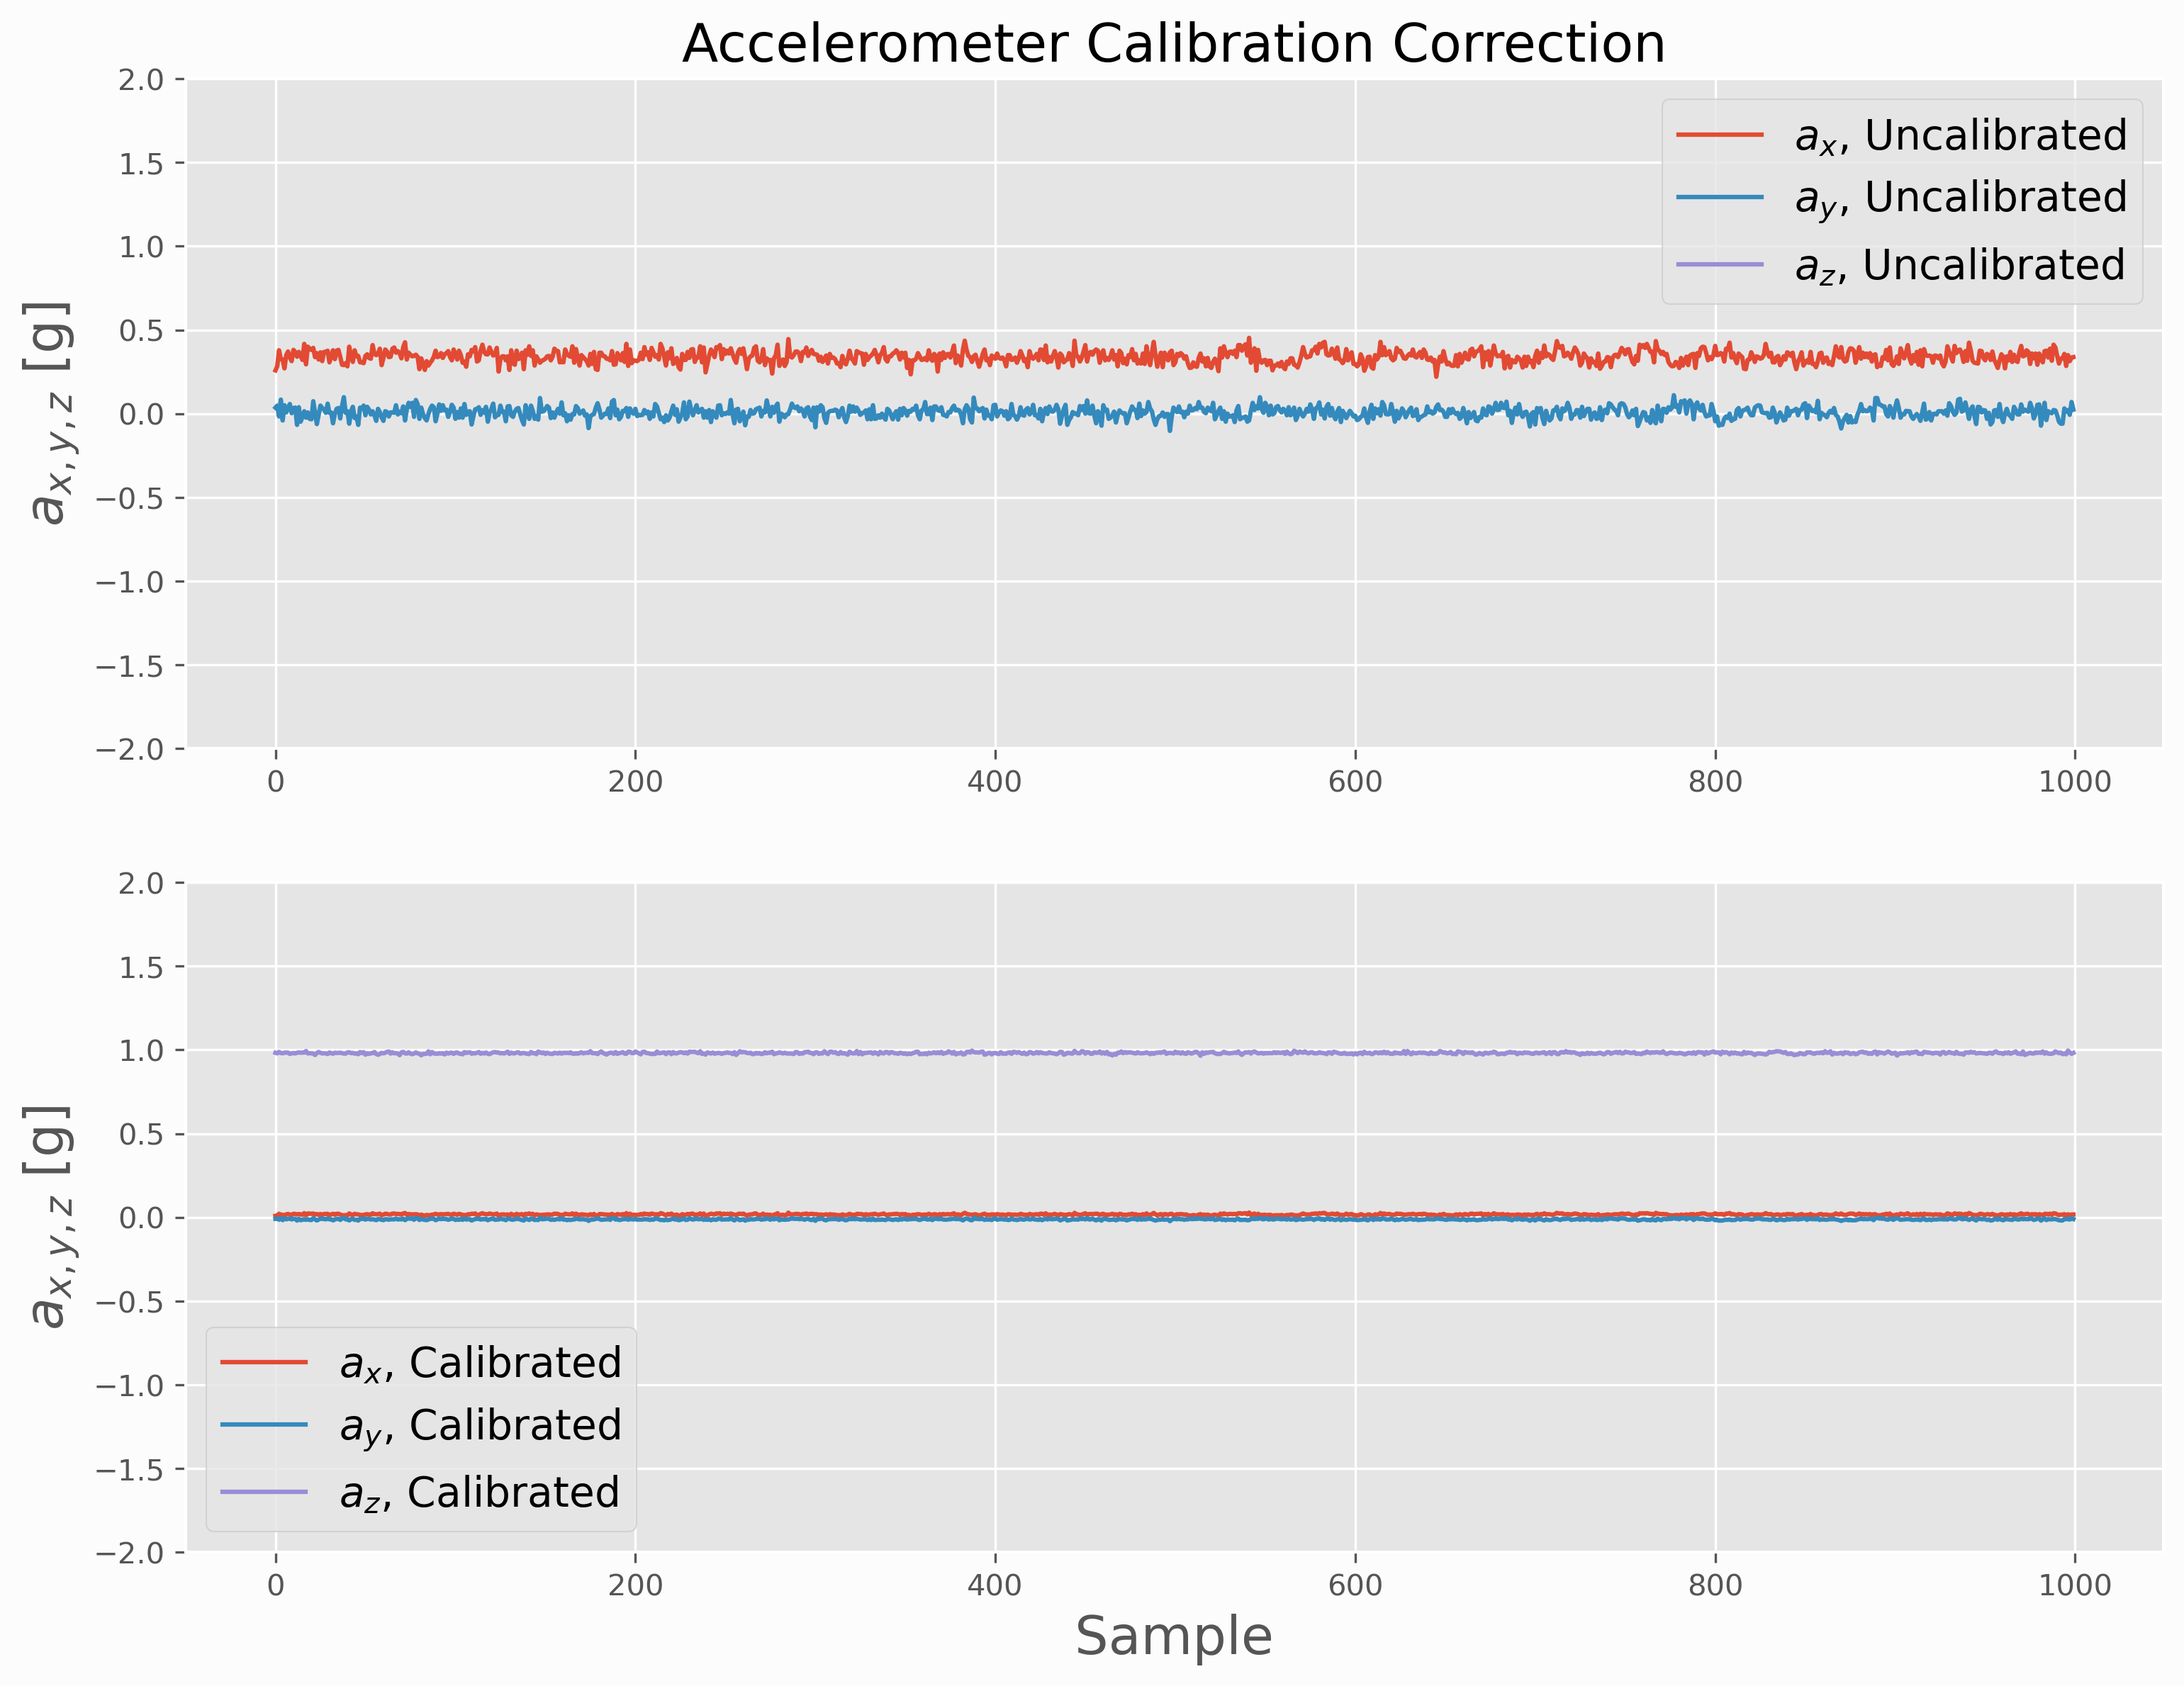 Accelerometer Calibration Correction
2.0
1.5
1.0
0.5
0.0
−0.5
−1.0
−1.5
−2.0
a_{x,y,z} [g]
a_x, Uncalibrated
a_y, Uncalibrated
a_z, Uncalibrated
0 200 400 600 800 1000
2.0
1.5
1.0
0.5
0.0
−0.5
−1.0
−1.5
−2.0
a_{x,y,z} [g]
a_x, Calibrated
a_y, Calibrated
a_z, Calibrated
0 200 400 600 800 1000
Sample